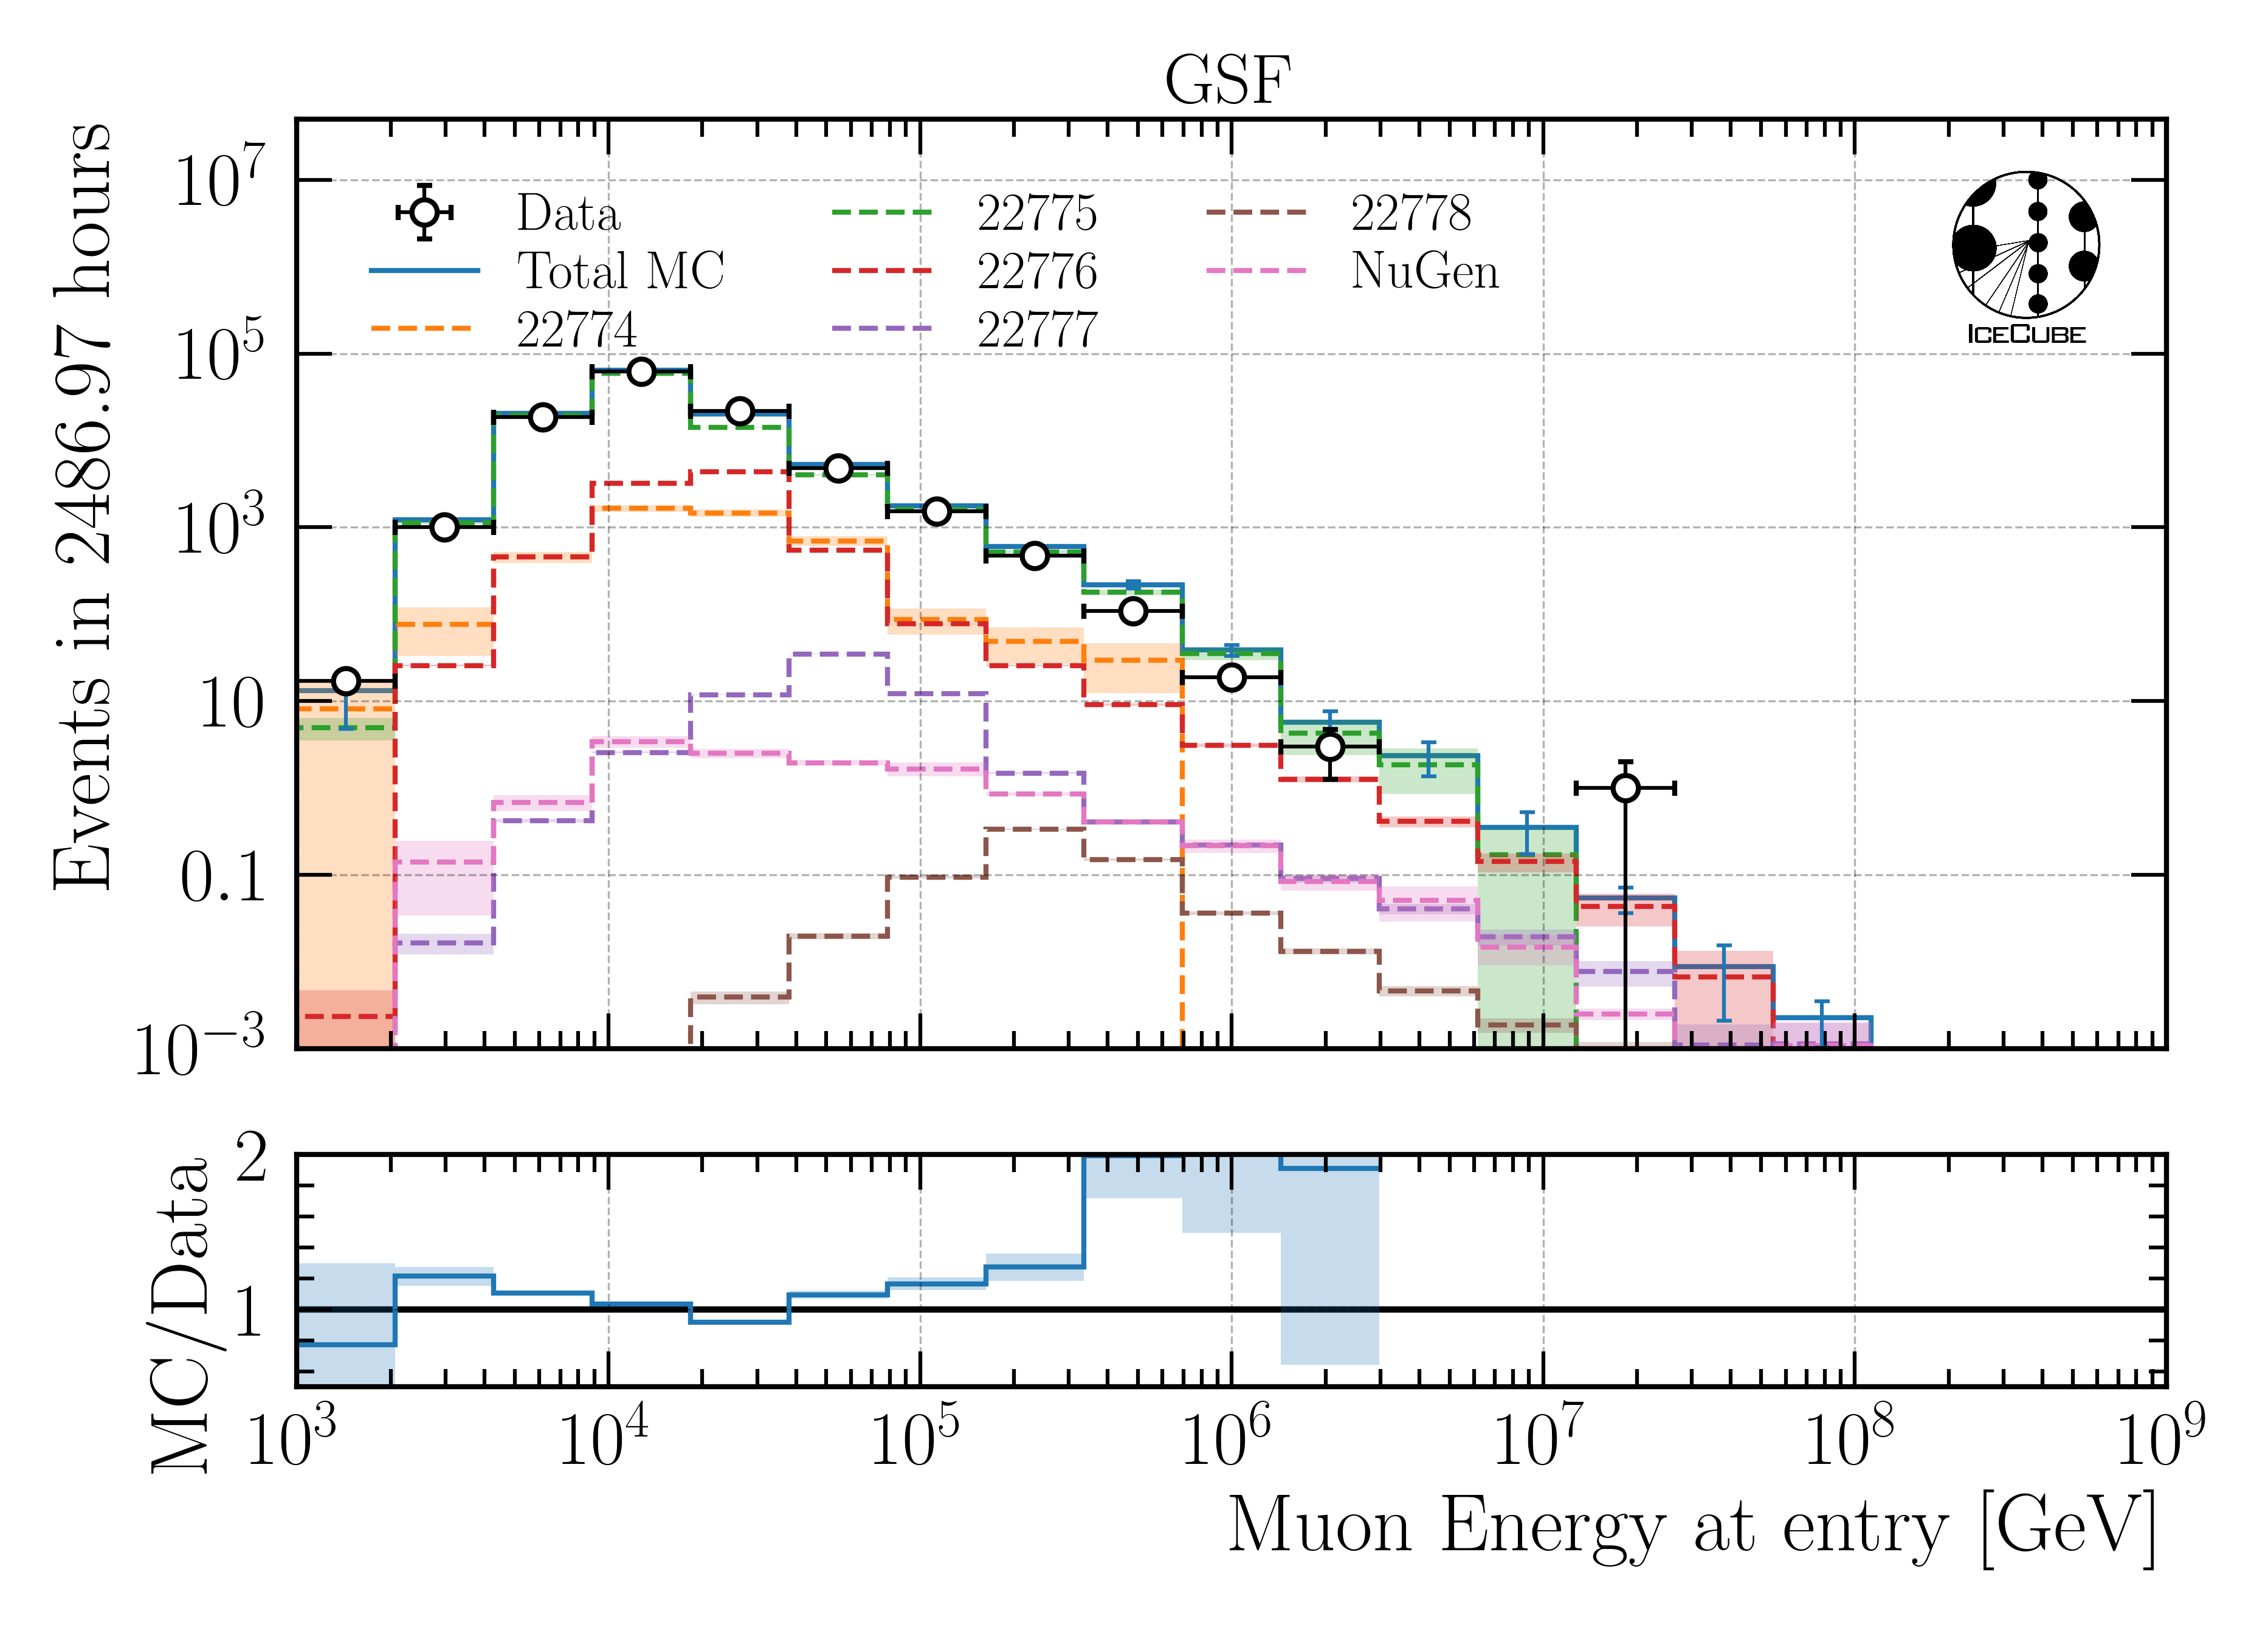 GSF
Events in 2486.97 hours
10^7
10^5
10^3
10
0.1
10^−3
Data
Total MC
22774
22775
22776
22777
22778
NuGen
ICECUBE
MC/Data
2
1
10^3 10^4 10^5 10^6 10^7 10^8 10^9
Muon Energy at entry [GeV]